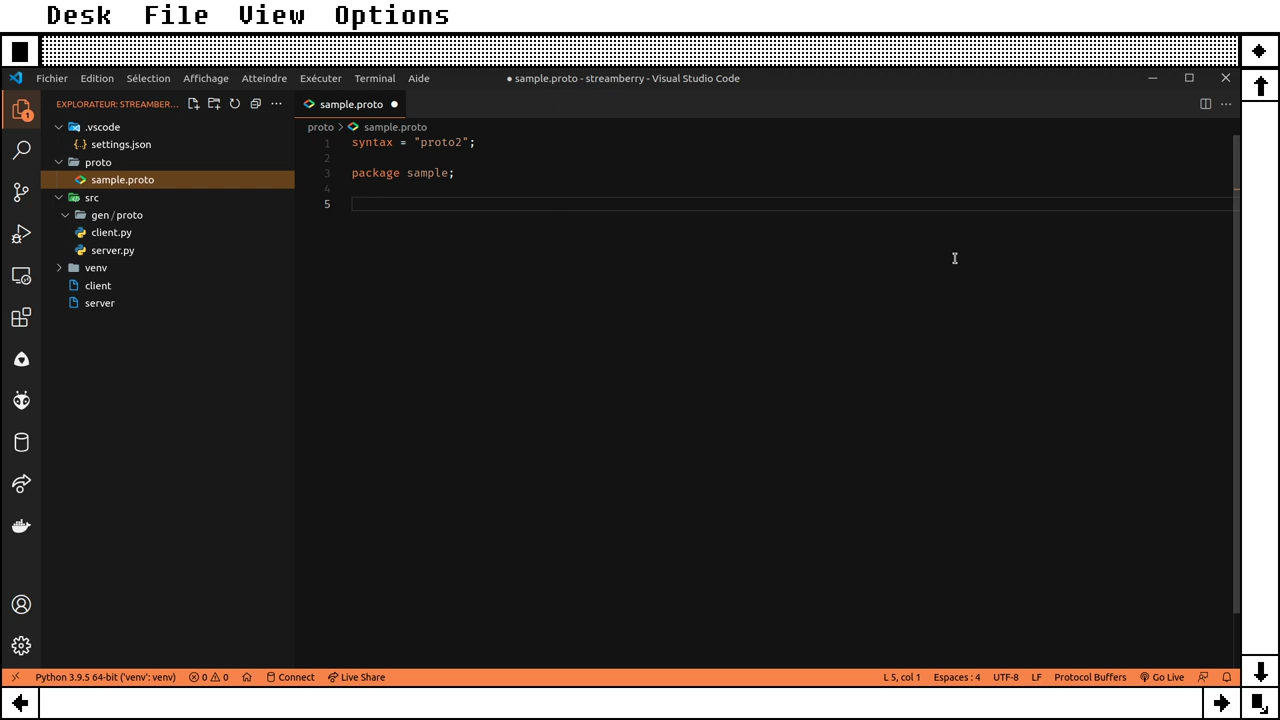 Desk File View Options
Fichier Edition Sélection Affichage Atteindre Exécuter Terminal Aide ● sample.proto - streamberry - Visual Studio Code
EXPLORATEUR: STREAMBER... sample.proto
.vscode
settings.json
proto
sample.proto
src
gen / proto
client.py
server.py
venv
client
server
proto > sample.proto
1 syntax = "proto2";
2
3 package sample;
4
5
Python 3.9.5 64-bit ('venv': venv) 0 0 Connect Live Share L 5, col 1 Espaces : 4 UTF-8 LF Protocol Buffers Go Live